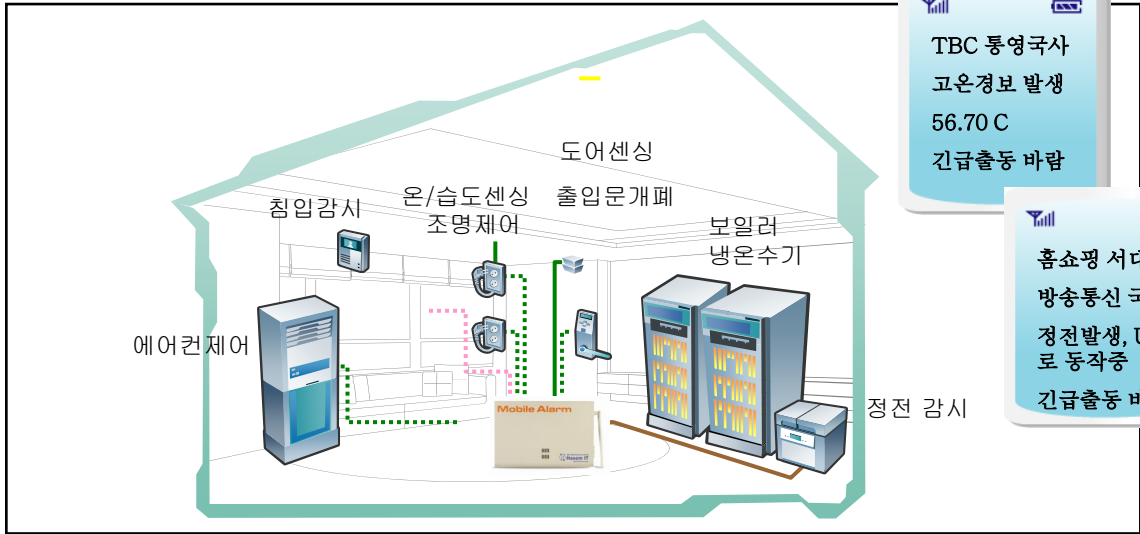 TBC 통영국사
고온경보 발생
56.70 C
긴급출동 바람
홈쇼핑
방송통신
정전발생,
로 동작중
긴급출동
도어센싱
온/습도센싱
조명제어
출입문개폐
침입감시
보일러
냉온수기
에어컨제어
정전 감시
Mobile Alarm